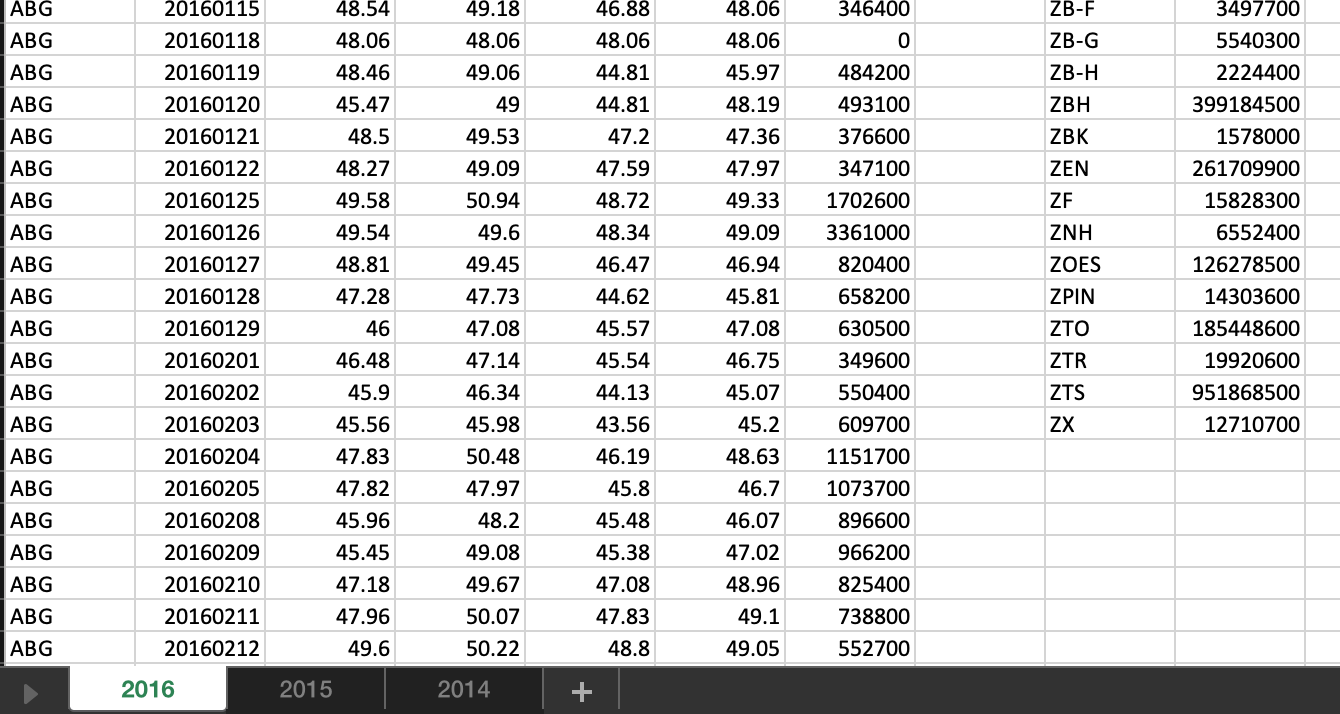 ABG 20160115 48.54 49.18 46.88 48.06 346400 ZB-F 3497700
ABG 20160118 48.06 48.06 48.06 48.06 0 ZB-G 5540300
ABG 20160119 48.46 49.06 44.81 45.97 484200 ZB-H 2224400
ABG 20160120 45.47 49 44.81 48.19 493100 ZBH 399184500
ABG 20160121 48.5 49.53 47.2 47.36 376600 ZBK 1578000
ABG 20160122 48.27 49.09 47.59 47.97 347100 ZEN 261709900
ABG 20160125 49.58 50.94 48.72 49.33 1702600 ZF 15828300
ABG 20160126 49.54 49.6 48.34 49.09 3361000 ZNH 6552400
ABG 20160127 48.81 49.45 46.47 46.94 820400 ZOES 126278500
ABG 20160128 47.28 47.73 44.62 45.81 658200 ZPIN 14303600
ABG 20160129 46 47.08 45.57 47.08 630500 ZTO 185448600
ABG 20160201 46.48 47.14 45.54 46.75 349600 ZTR 19920600
ABG 20160202 45.9 46.34 44.13 45.07 550400 ZTS 951868500
ABG 20160203 45.56 45.98 43.56 45.2 609700 ZX 12710700
ABG 20160204 47.83 50.48 46.19 48.63 1151700
ABG 20160205 47.82 47.97 45.8 46.7 1073700
ABG 20160208 45.96 48.2 45.48 46.07 896600
ABG 20160209 45.45 49.08 45.38 47.02 966200
ABG 20160210 47.18 49.67 47.08 48.96 825400
ABG 20160211 47.96 50.07 47.83 49.1 738800
ABG 20160212 49.6 50.22 48.8 49.05 552700
2016 2015 2014 +